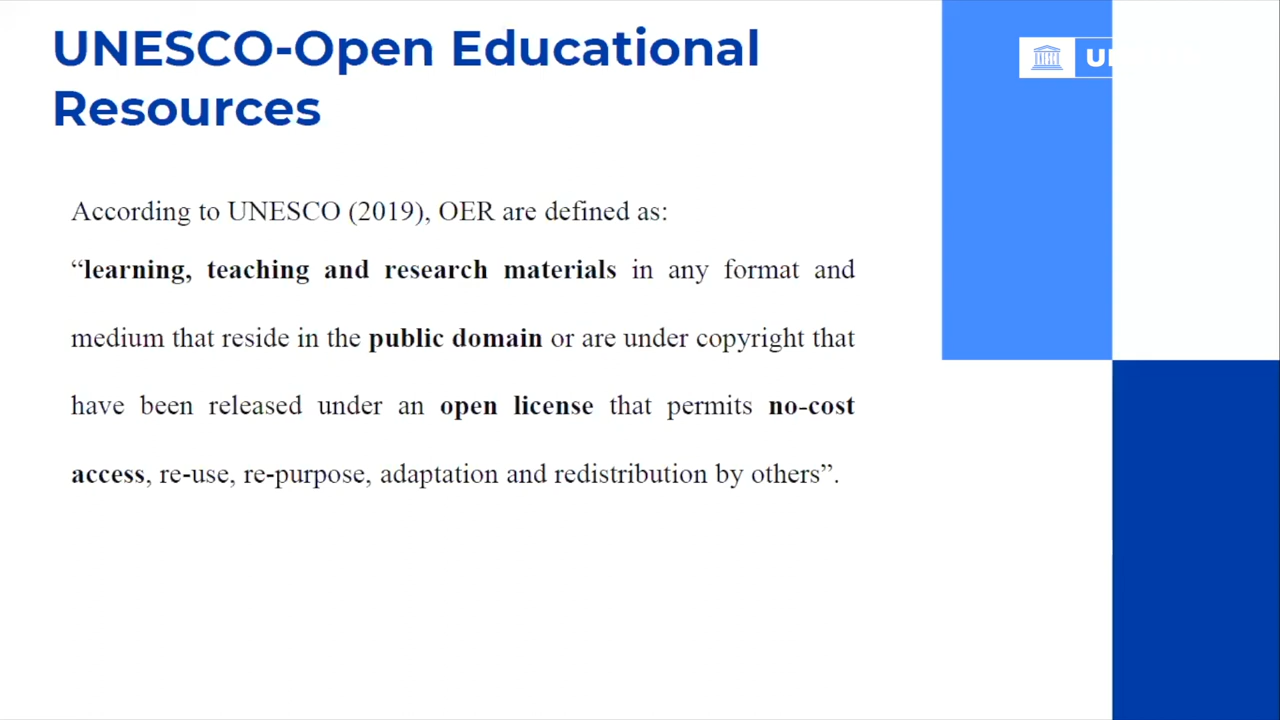 UNESCO-Open Educational
Resources
According to UNESCO (2019), OER are defined as:
“learning, teaching and research materials in any format and
medium that reside in the public domain or are under copyright that
have been released under an open license that permits no-cost
access, re-use, re-purpose, adaptation and redistribution by others”.